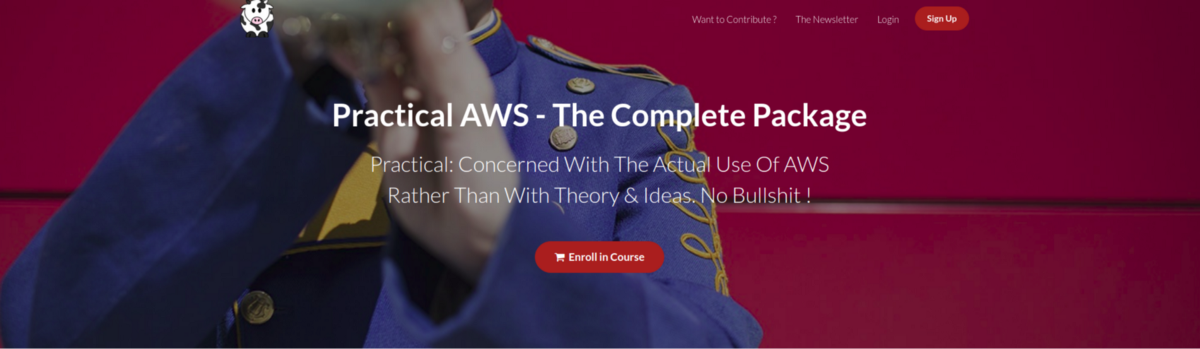 Want to Contribute ?
The Newsletter
Login
Sign Up
Practical AWS - The Complete Package
Practical: Concerned With The Actual Use Of AWS
Rather Than With Theory & Ideas. No Bullshit !
Enroll in Course